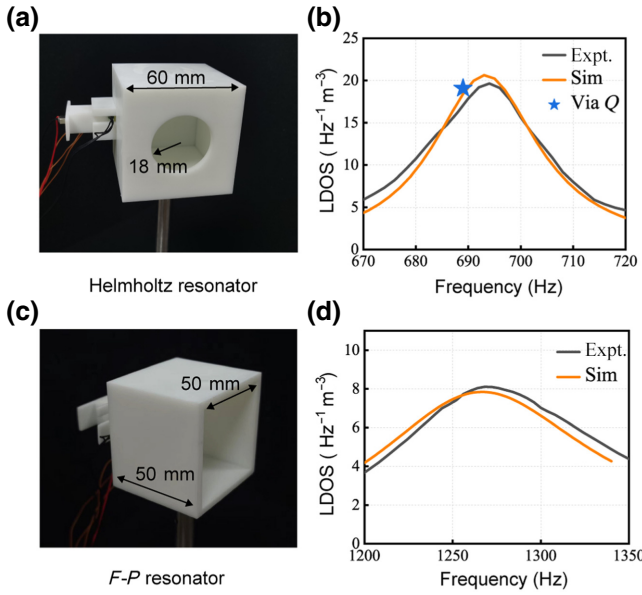 (a)
60 mm
18 mm
Helmholtz resonator
(b)
LDOS ( Hz⁻¹ m⁻³)
25
20
15
10
5
0
Expt.
Sim
Via Q
670 680 690 700 710 720
Frequency (Hz)
(c)
50 mm
50 mm
F-P resonator
(d)
LDOS ( Hz⁻¹ m⁻³)
10
8
6
4
2
0
Expt.
Sim
1200 1250 1300 1350
Frequency (Hz)